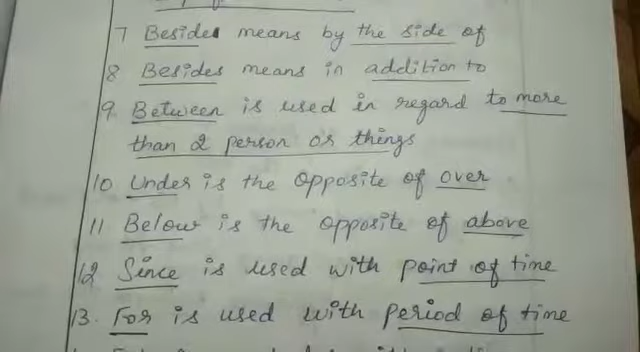 7 Besides means by the side of
8 Besides means in addition to
9. Between is used in regard to more
than 2 person or things
10 Under is the opposite of over
11 Below is the opposite of above
12 Since is used with point of time
13. For is used with period of time